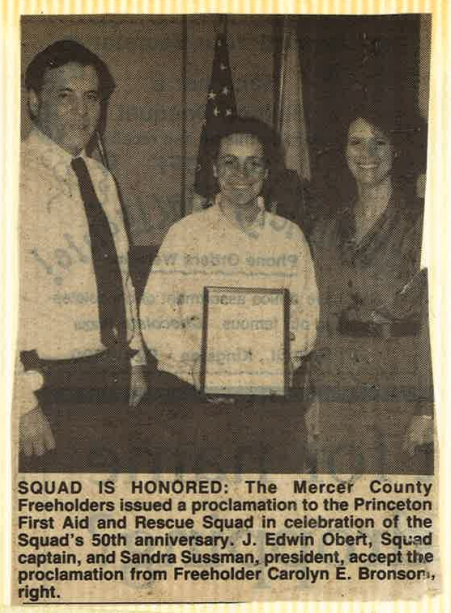 Phone Orders
SQUAD IS HONORED: The Mercer County
Freeholders issued a proclamation to the Princeton
First Aid and Rescue Squad in celebration of the
Squad's 50th anniversary. J. Edwin Obert, Squad
captain, and Sandra Sussman, president, accept the
proclamation from Freeholder Carolyn E. Bronson,
right.